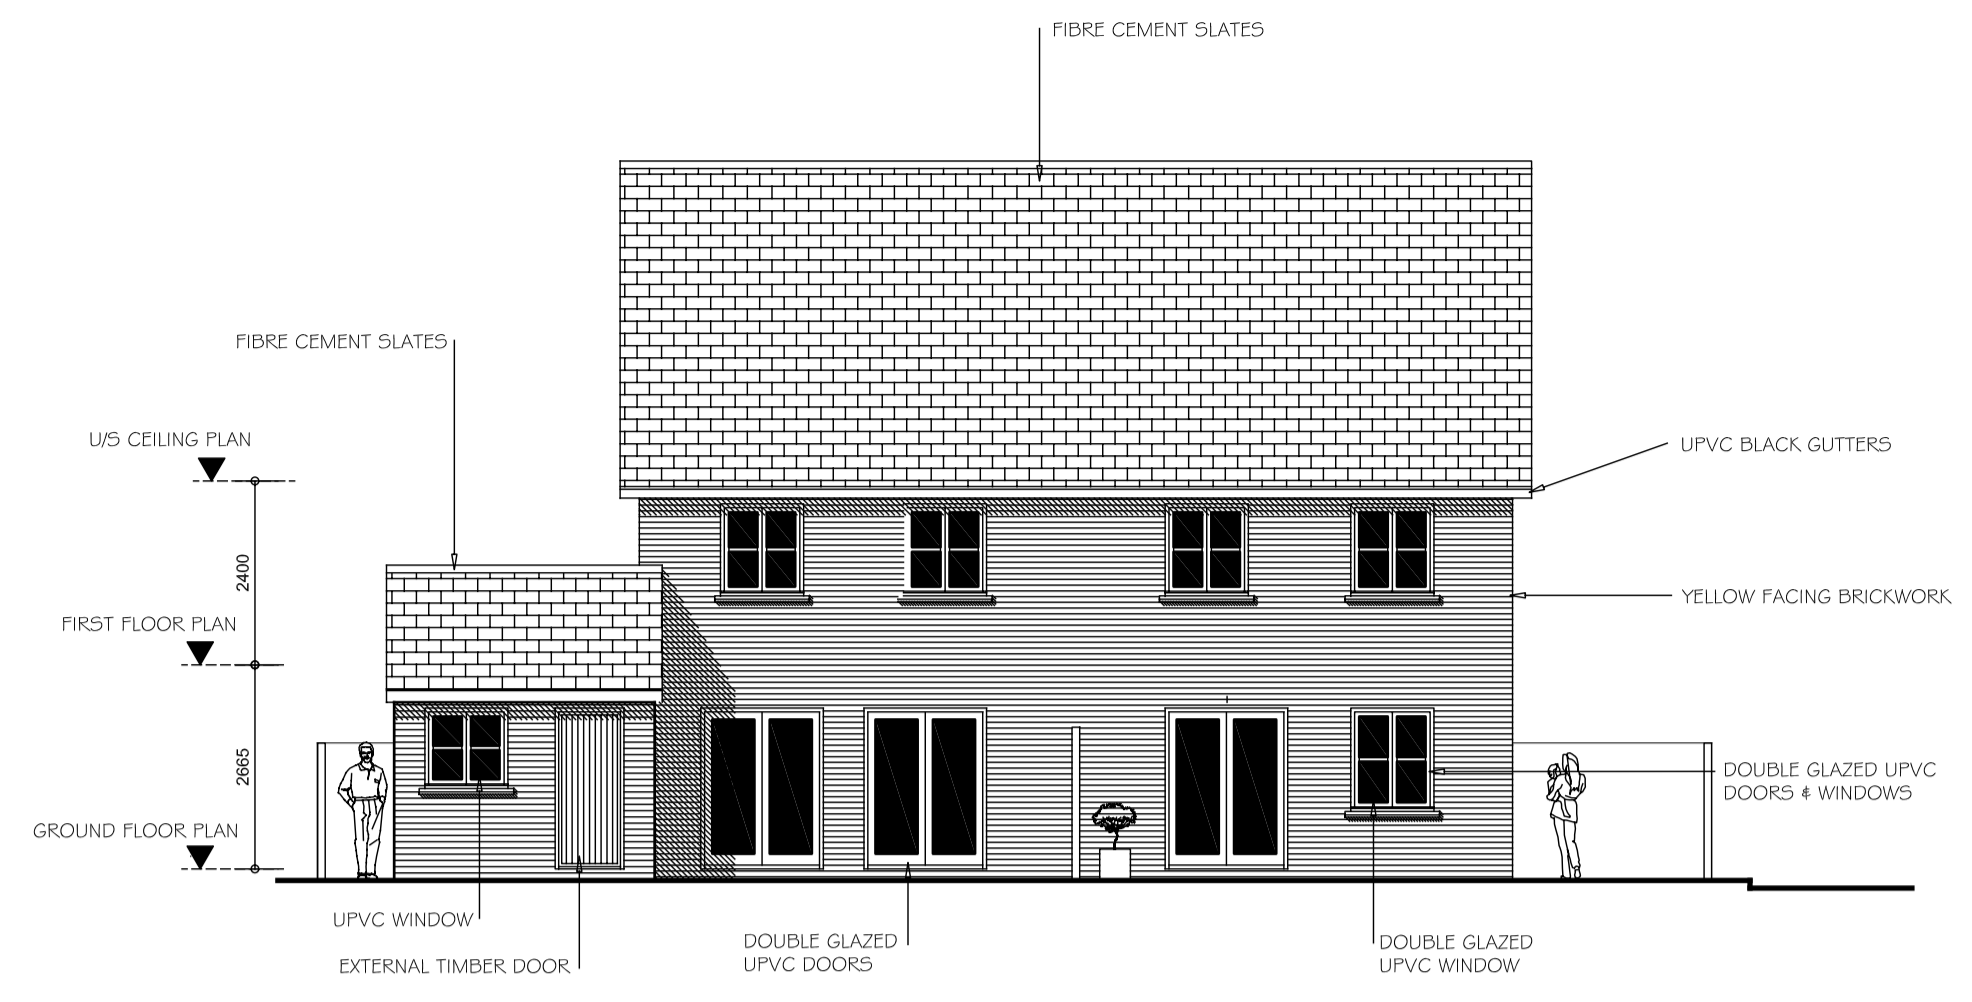 FIBRE CEMENT SLATES
FIBRE CEMENT SLATES
U/S CEILING PLAN
UPVC BLACK GUTTERS
2400
YELLOW FACING BRICKWORK
FIRST FLOOR PLAN
2665
DOUBLE GLAZED UPVC
DOORS & WINDOWS
GROUND FLOOR PLAN
UPVC WINDOW
EXTERNAL TIMBER DOOR
DOUBLE GLAZED
UPVC DOORS
DOUBLE GLAZED
UPVC WINDOW